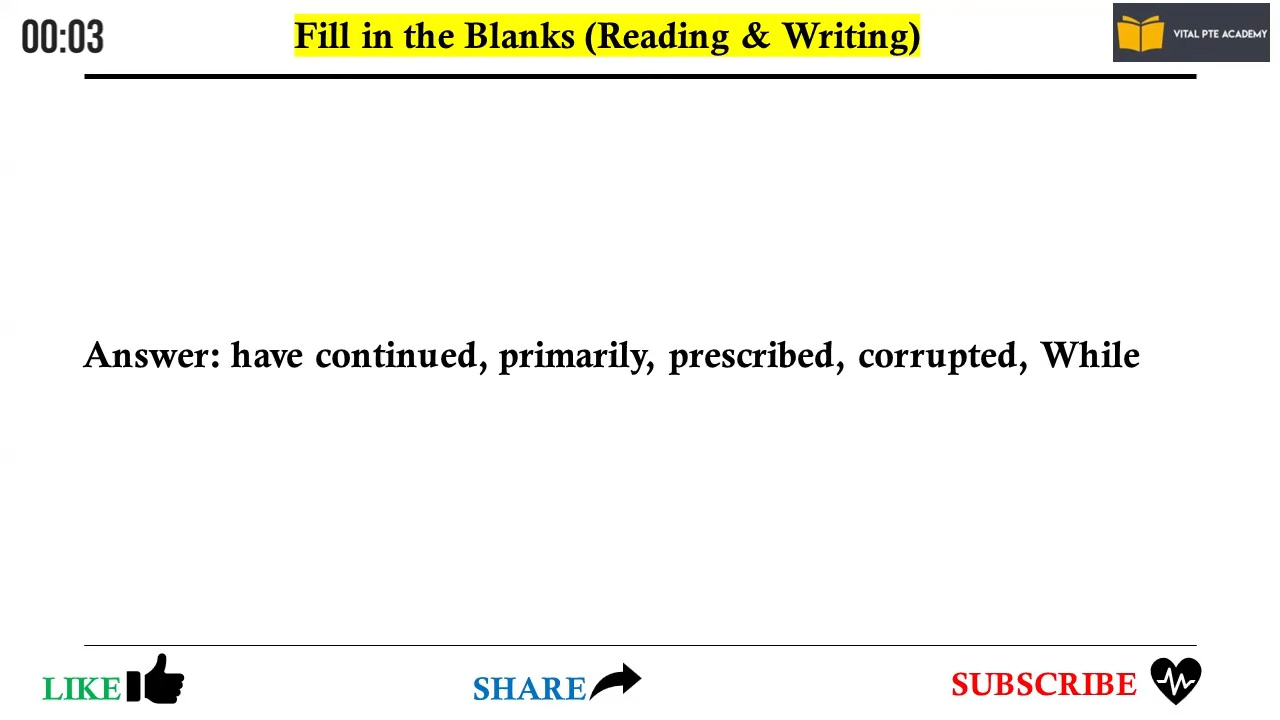 00:03
Fill in the Blanks (Reading & Writing)
VITAL PTE ACADEMY
Answer: have continued, primarily, prescribed, corrupted, While
LIKE
SHARE
SUBSCRIBE